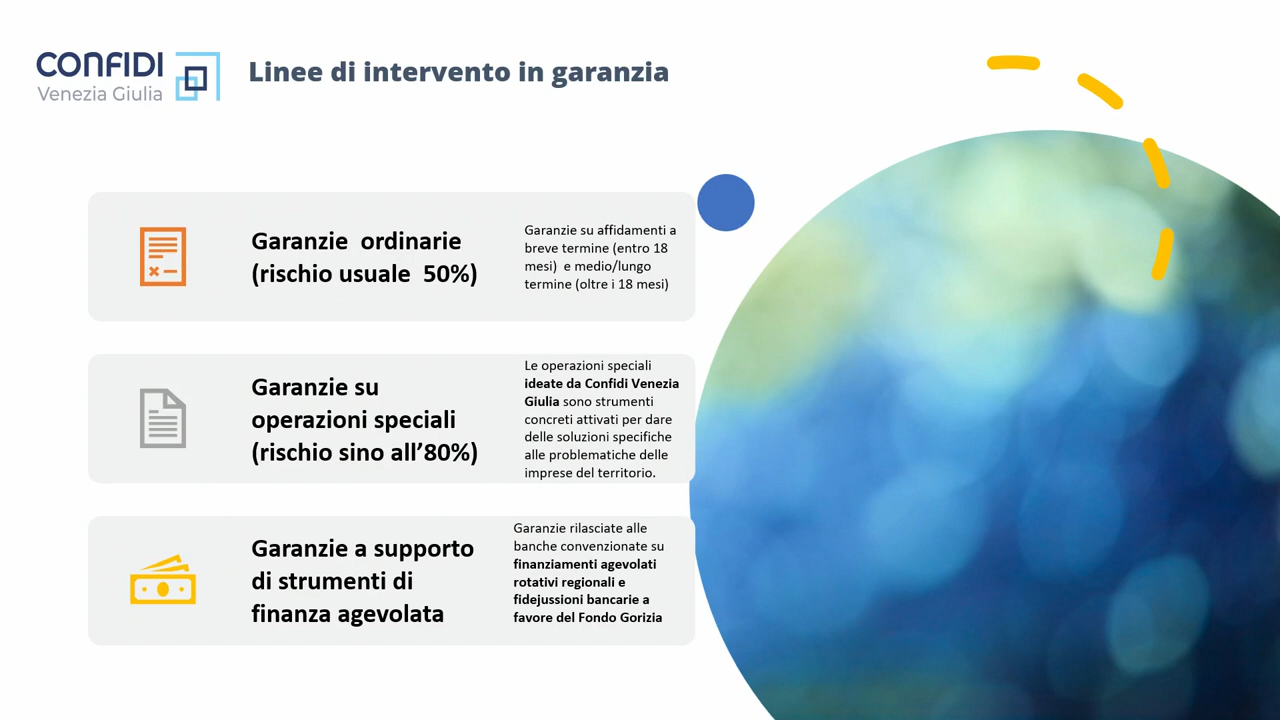 CONFIDI
Venezia Giulia
Linee di intervento in garanzia
Garanzie ordinarie
(rischio usuale 50%)
Garanzie su affidamenti a
breve termine (entro 18
mesi) e medio/lungo
termine (oltre i 18 mesi)
Garanzie su
operazioni speciali
(rischio sino all’80%)
Le operazioni speciali
ideate da Confidi Venezia
Giulia sono strumenti
concreti attivati per dare
delle soluzioni specifiche
alle problematiche delle
imprese del territorio.
Garanzie a supporto
di strumenti di
finanza agevolata
Garanzie rilasciate alle
banche convenzionate su
finanziamenti agevolati
rotativi regionali e
fidejussioni bancarie a
favore del Fondo Gorizia